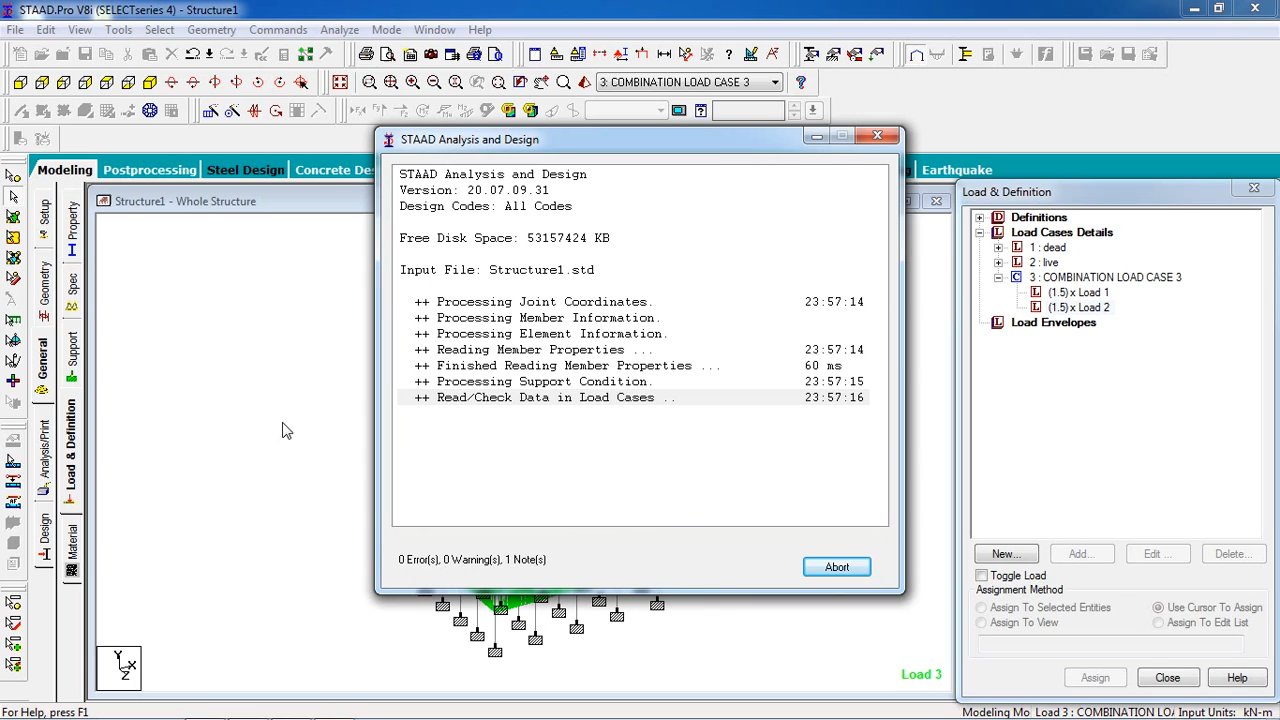 STAAD.Pro V8i (SELECTseries 4) - Structure1
File Edit View Tools Select Geometry Commands Analyze Mode Window Help
3: COMBINATION LOAD CASE 3
Modeling Postprocessing Steel Design Concrete De Earthquake
Structure1 - Whole Structure
Setup
Geometry
General
Analysis/Print
Design
Property
Spec
Support
Load & Definition
Material
STAAD Analysis and Design
STAAD Analysis and Design
Version: 20.07.09.31
Design Codes: All Codes
Free Disk Space: 53157424 KB
Input File: Structure1.std
++ Processing Joint Coordinates. 23:57:14
++ Processing Member Information.
++ Processing Element Information.
++ Reading Member Properties ... 23:57:14
++ Finished Reading Member Properties ... 60 ms
++ Processing Support Condition. 23:57:15
++ Read/Check Data in Load Cases .. 23:57:16
0 Error(s), 0 Warning(s), 1 Note(s)
Abort
Y
X
Z
Load 3
Load & Definition
Definitions
Load Cases Details
1 : dead
2 : live
3 : COMBINATION LOAD CASE 3
(1.5) x Load 1
(1.5) x Load 2
Load Envelopes
New... Add... Edit ... Delete...
Toggle Load
Assignment Method
Assign To Selected Entities Use Cursor To Assign
Assign To View Assign To Edit List
Assign Close Help
For Help, press F1
Modeling Mo Load 3 : COMBINATION LOA Input Units: kN-m